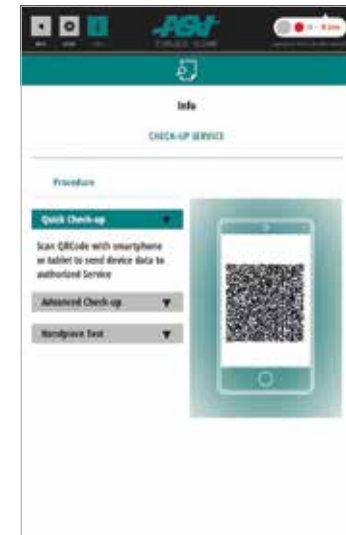 ASA
Info
CHECK-UP SERVICE
Procedure
Quick Check-up
Scan QRCode with smartphone
or tablet to send device data to
authorized Service
Advanced Check-up
Handpiece Test